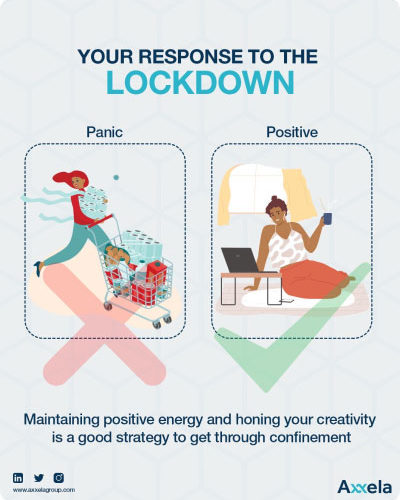 YOUR RESPONSE TO THE
LOCKDOWN
Panic
Positive
Maintaining positive energy and honing your creativity
is a good strategy to get through confinement
www.axxelagroup.com
Axxela